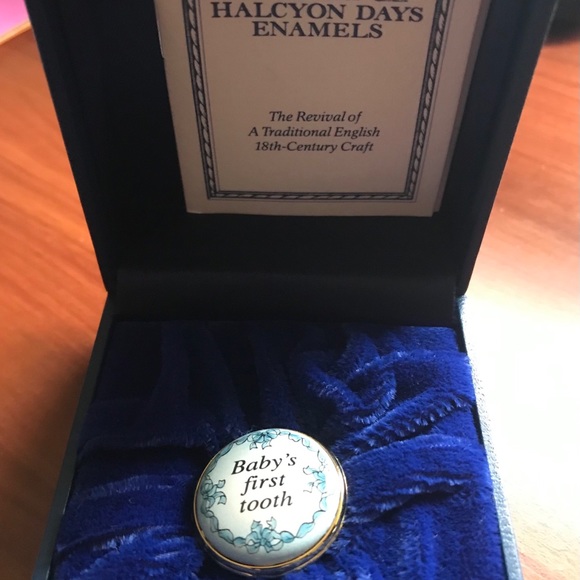 HALCYON DAYS
ENAMELS
The Revival of
A Traditional English
18th-Century Craft
Baby's
first
tooth